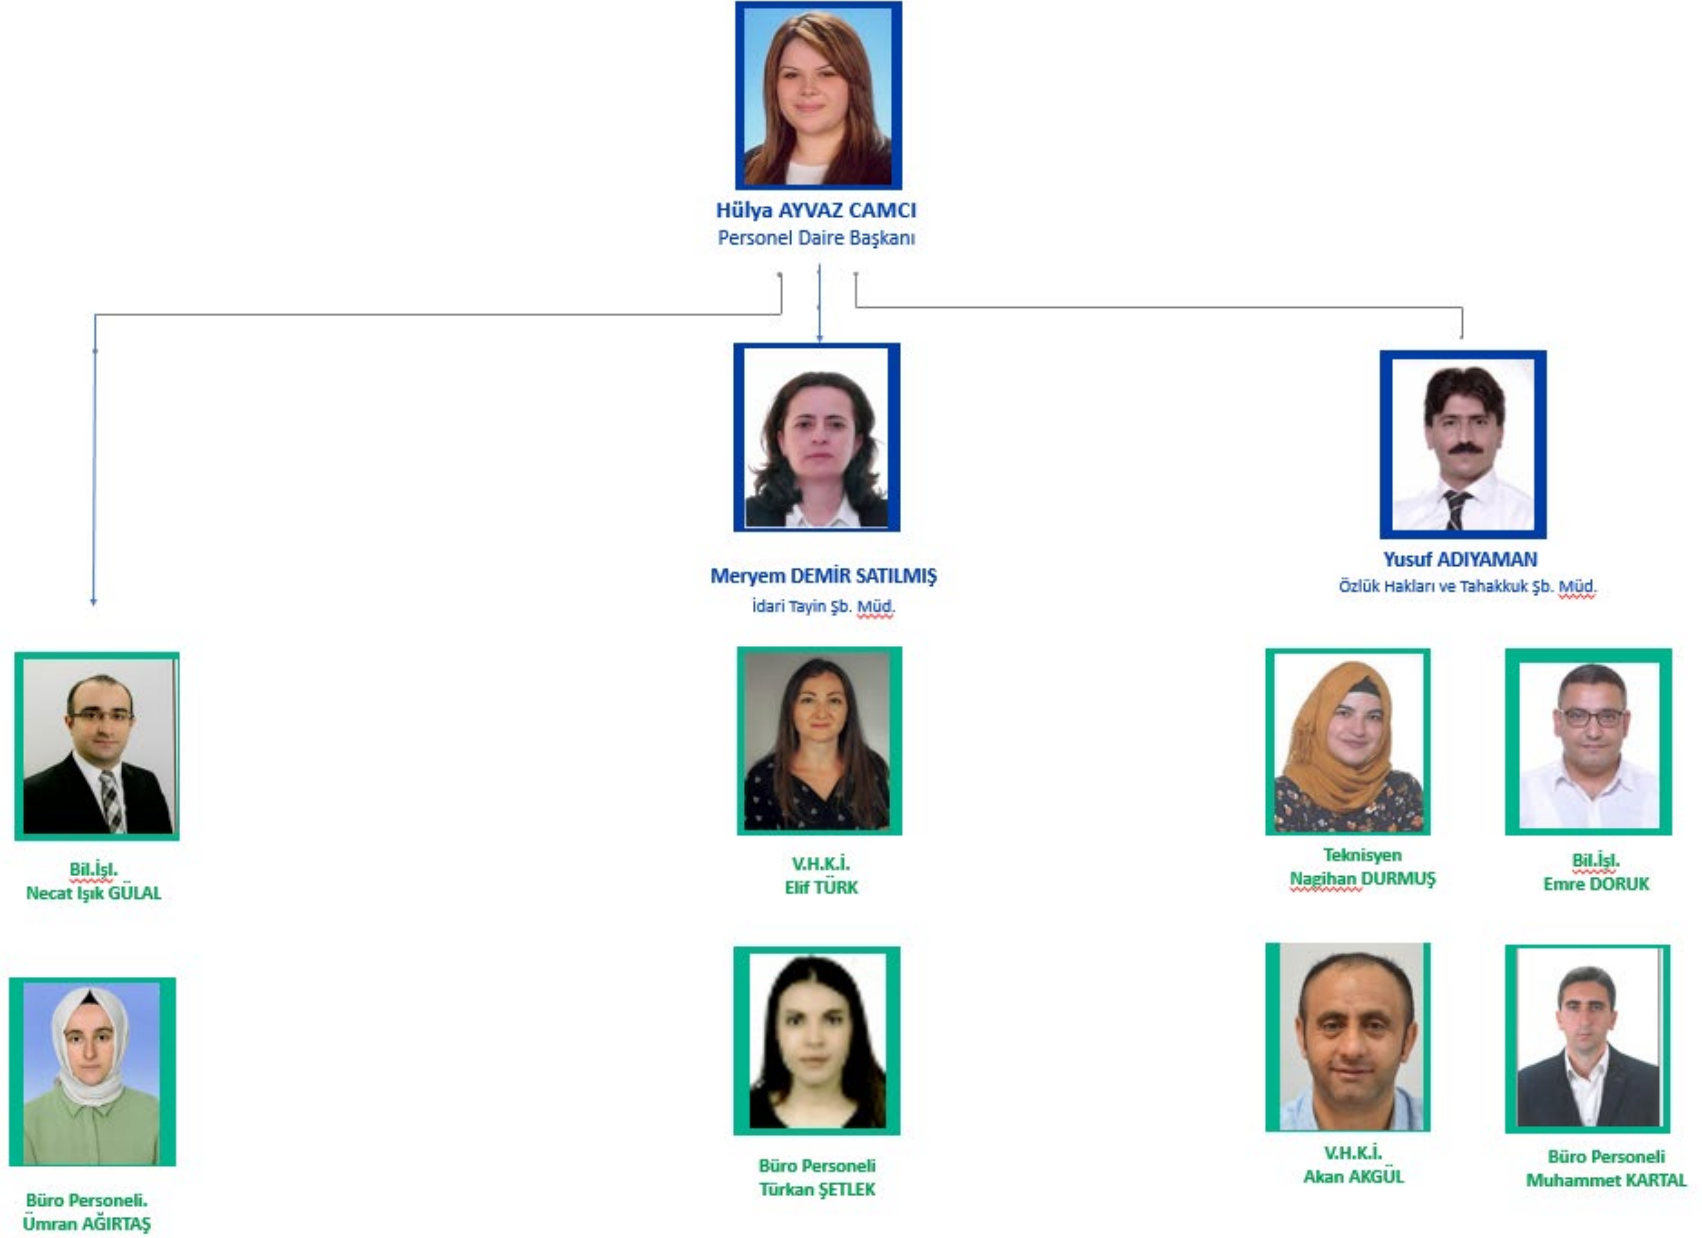 Hülya AYVAZ CAMCI
Personel Daire Başkanı
Meryem DEMİR SATILMIŞ
İdari Tayin Şb. Müd.
Yusuf ADIYAMAN
Özlük Hakları ve Tahakkuk Şb. Müd.
Bil.İşl.
Necat Işık GÜLAL
V.H.K.İ.
Elif TÜRK
Teknisyen
Nagihan DURMUŞ
Bil.İşl.
Emre DORUK
Büro Personeli.
Ümran AĞIRTAŞ
Büro Personeli
Türkan ŞETLEK
V.H.K.İ.
Akan AKGÜL
Büro Personeli
Muhammet KARTAL